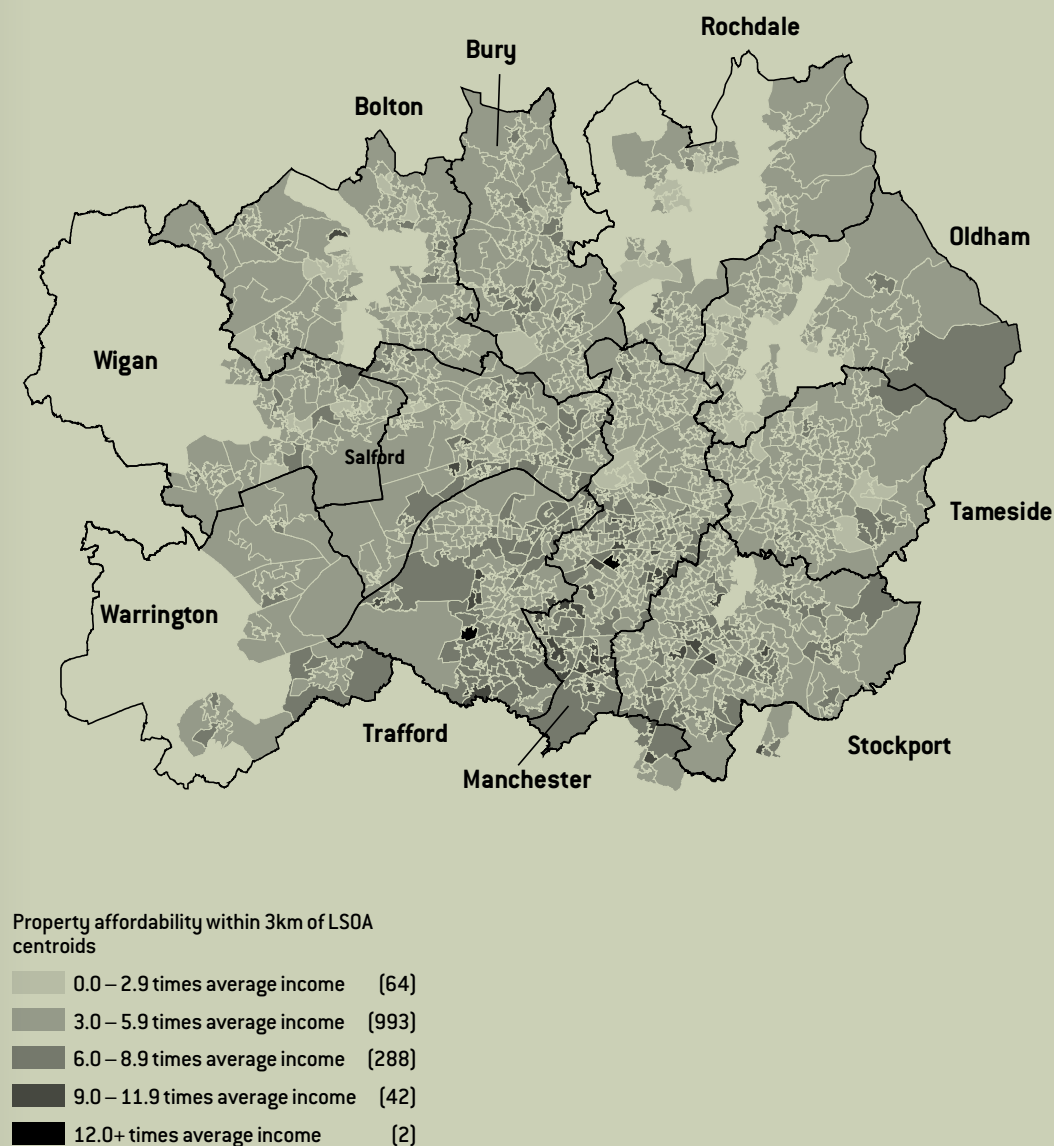 Rochdale
Bury
Bolton
Oldham
Wigan
Salford
Tameside
Warrington
Trafford
Stockport
Manchester
Property affordability within 3km of LSOA
centroids
0.0 – 2.9 times average income (64)
3.0 – 5.9 times average income (993)
6.0 – 8.9 times average income (288)
9.0 – 11.9 times average income (42)
12.0+ times average income (2)